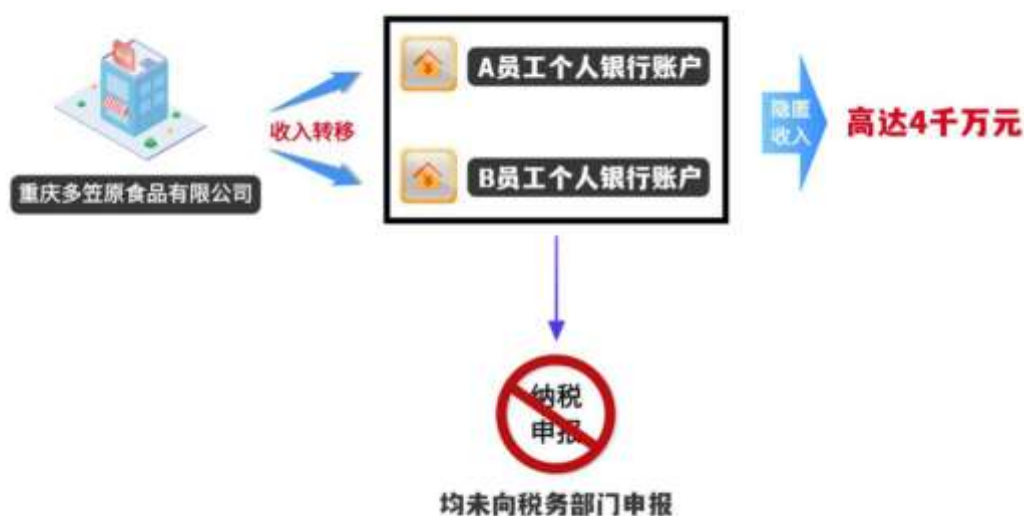 A员工个人银行账户
收入转移
隐匿
收入
高达4千万元
B员工个人银行账户
重庆多笠原食品有限公司
纳税
申报
均未向税务部门申报